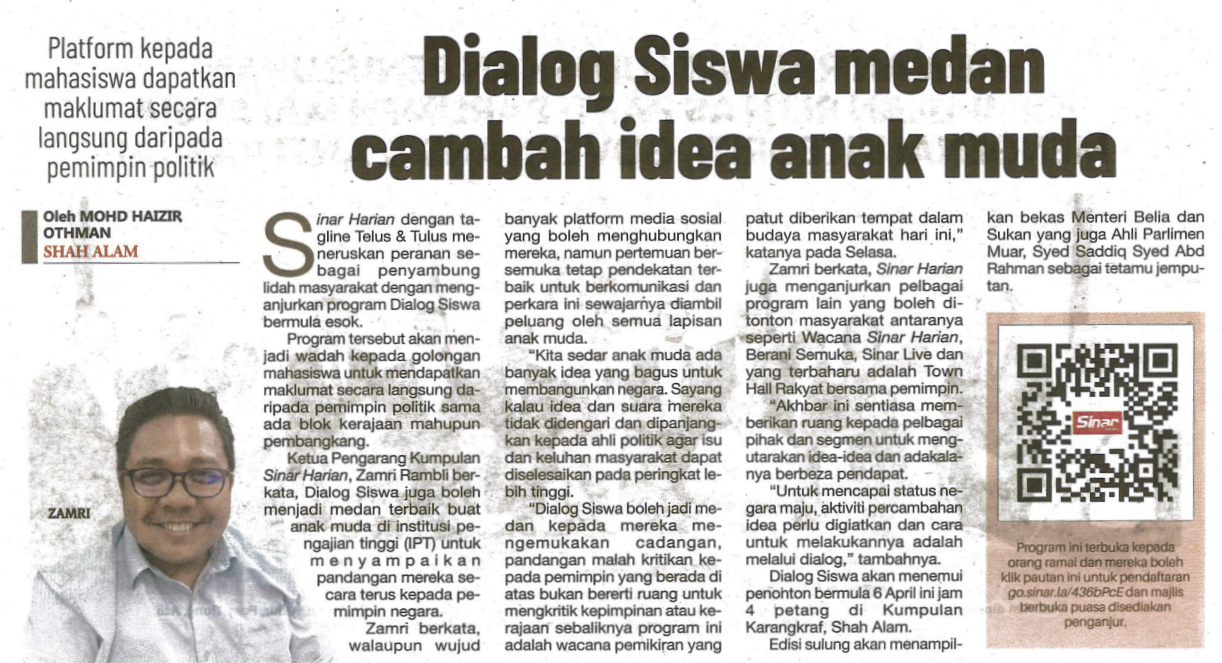 Platform kepada
mahasiswa dapatkan
maklumat secara
langsung daripada
pemimpin politik
Dialog Siswa medan
cambah idea anak muda
Oleh MOHD HAIZIR
OTHMAN
SHAH ALAM
Sinar Harian dengan ta-
gline Telus & Tulus me-
neruskan peranan se-
bagai penyambung
lidah masyarakat dengan meng-
anjurkan program Dialog Siswa
bermula esok.
Program tersebut akan men-
jadi wadah kepada golongan
mahasiswa untuk mendapatkan
maklumat secara langsung da-
ripada pemimpin politik sama
ada blok kerajaan mahupun
pembangkang.
Ketua Pengarang Kumpulan
Sinar Harian, Zamri Rambli ber-
kata, Dialog Siswa juga boleh
menjadi medan terbaik buat
anak muda di institusi pe-
ngajian tinggi (IPT) untuk
menyampaikan
pandangan mereka se-
cara terus kepada pe-
mimpin negara.
Zamri berkata,
walaupun wujud
ZAMRI
banyak platform media sosial
yang boleh menghubungkan
mereka, namun pertemuan ber-
semuka tetap pendekatan ter-
baik untuk berkomunikasi dan
perkara ini sewajarnya diambil
peluang oleh semua lapisan
anak muda.
"Kita sedar anak muda ada
banyak idea yang bagus untuk
membangunkan negara. Sayang
kalau idea dan suara mereka
tidak didengari dan dipanjang-
kan kepada ahli politik agar isu
dan keluhan masyarakat dapat
diselesaikan pada peringkat le-
bih tinggi.
"Dialog Siswa boleh jadi me-
dan kepada mereka me-
ngemukakan cadangan,
pandangan malah kritikan ke-
pada pemimpin yang berada di
atas bukan bererti ruang untuk
mengkritik kepimpinan atau ke-
rajaan sebaliknya program ini
adalah wacana pemikiran yang
patut diberikan tempat dalam
budaya masyarakat hari ini,"
katanya pada Selasa.
Zamri berkata, Sinar Harian
juga menganjurkan pelbagai
program lain yang boleh di-
tonton masyarakat antaranya
seperti Wacana Sinar Harian,
Berani Semuka, Sinar Live dan
yang terbaharu adalah Town
Hall Rakyat bersama pemimpin.
"Akhbar ini sentiasa mem-
berikan ruang kepada pelbagai
pihak dan segmen untuk meng-
utarakan idea-idea dan adakala-
nya berbeza pendapat.
"Untuk mencapai status ne-
gara maju, aktiviti percambahan
idea perlu digiatkan dan cara
untuk melakukannya adalah
melalui dialog," tambahnya.
Dialog Siswa akan menemui
penonton bermula 6 April ini jam
4 petang di Kumpulan
Karangkraf, Shah Alam.
Edisi sulung akan menampil-
kan bekas Menteri Belia dan
Sukan yang juga Ahli Parlimen
Muar, Syed Saddiq Syed Abd
Rahman sebagai tetamu jempu-
tan.
Sinar
Program ini terbuka kepada
orang ramai dan mereka boleh
klik pautan ini untuk pendaftaran
go.sinar.la/436bPcE dan majlis
berbuka puasa disediakan
penganjur.